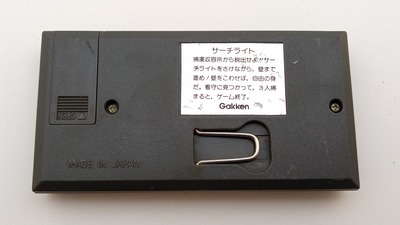 サーチライト
捕虜収容所から脱出せよ!!サー
チライトをさけながら、壁まで
進め!壁をこわせば、自由の身
だ。看守に見つかって、3人捕
まると、ゲーム終了。
Gakken
OPEN
MADE IN JAPAN